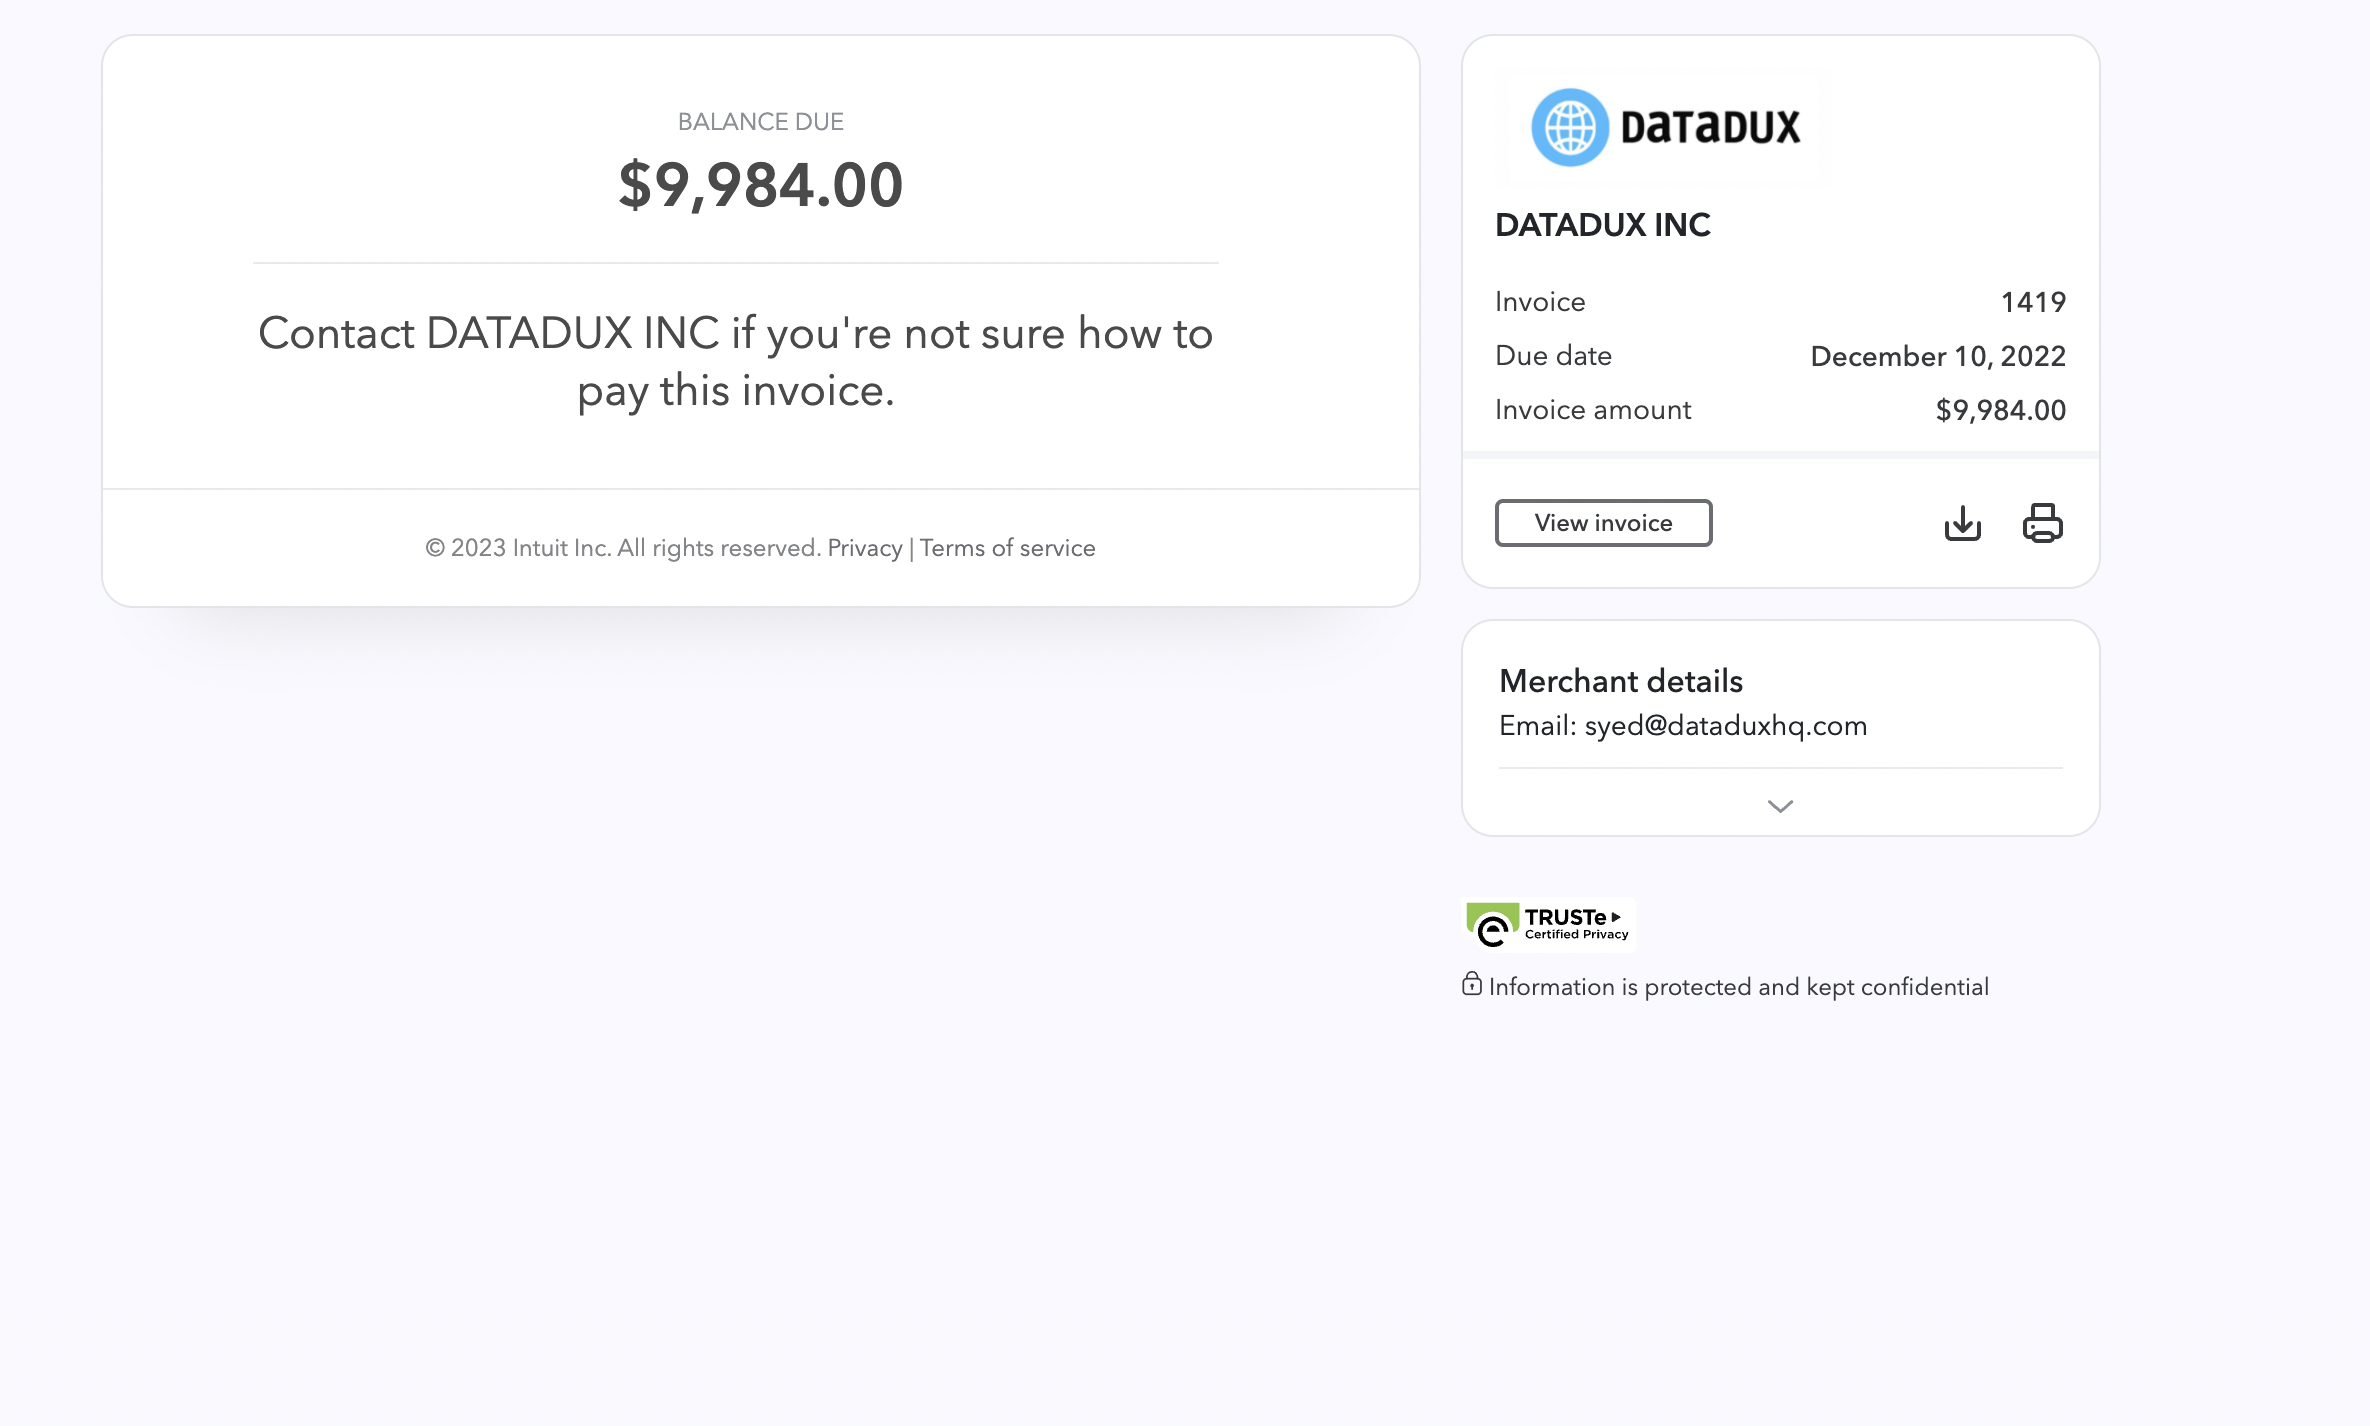 BALANCE DUE
$9,984.00
Contact DATADUX INC if you're not sure how to
pay this invoice.
© 2023 Intuit Inc. All rights reserved. Privacy | Terms of service
DATADUX
DATADUX INC
Invoice 1419
Due date December 10, 2022
Invoice amount $9,984.00
View invoice
Merchant details
Email: syed@dataduxhq.com
TRUSTe
Certified Privacy
Information is protected and kept confidential